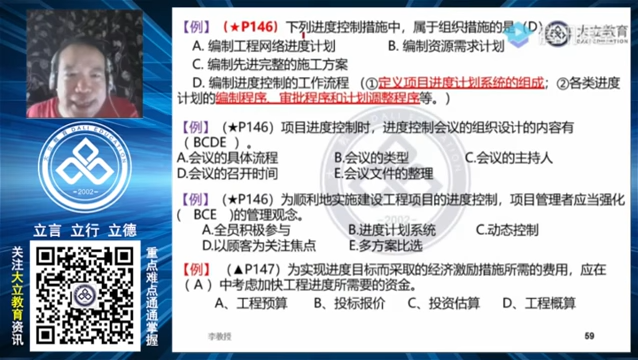 【例】（★P146）下列进度控制措施中，属于组织措施的是（D）
大立教育
A. 编制工程网络进度计划 B. 编制资源需求计划
C. 编制先进完整的施工方案
D. 编制进度控制的工作流程（①定义项目进度计划系统的组成；②各类进度
计划的编制程序、审批程序和计划调整程序等。）
【例】（★P146）项目进度控制时，进度控制会议的组织设计的内容有
（ BCDE ）。
A.会议的具体流程 B.会议的类型 C.会议的主持人
D.会议的召开时间 E.会议文件的整理
【例】（★P146）为顺利地实施建设工程项目的进度控制，项目管理者应当强化
（ BCE ）的管理观念。
A.全员积极参与 B.进度计划系统 C.动态控制
D.以顾客为关注焦点 E.多方案比选
【例】（▲P147）为实现进度目标而采取的经济激励措施所需的费用，应在
（ A ）中考虑加快工程进度所需要的资金。
A、工程预算 B、投标报价 C、投资估算 D、工程概算
李教授
59
DALI EDUCATION
—2002—
立言 立行 立德
关注大立教育资讯
重点难点通通掌握